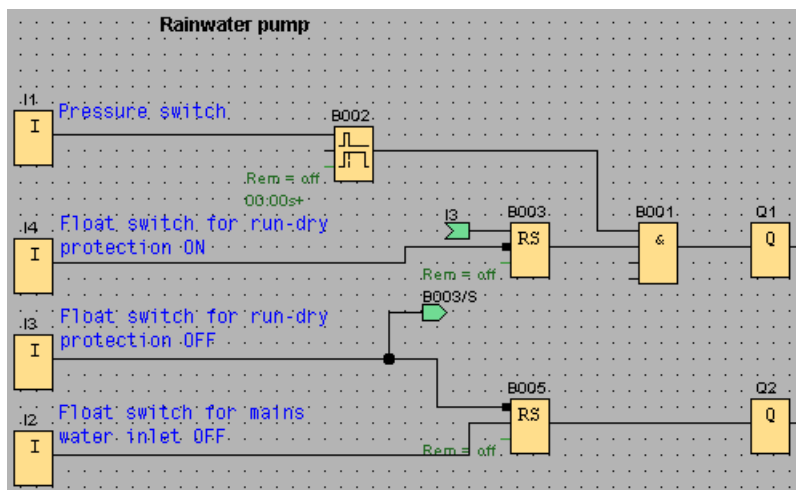 Rainwater pump
I1
Pressure switch
I
B002
Rem = off
00:00s+
I4
Float switch for run-dry
protection ON
I
I3
B003
RS
Rem = off
B001
&
Q1
Q
B003/S
I3
Float switch for run-dry
protection OFF
I
I2
Float switch for mains
water inlet OFF
I
B005
RS
Rem = off
Q2
Q